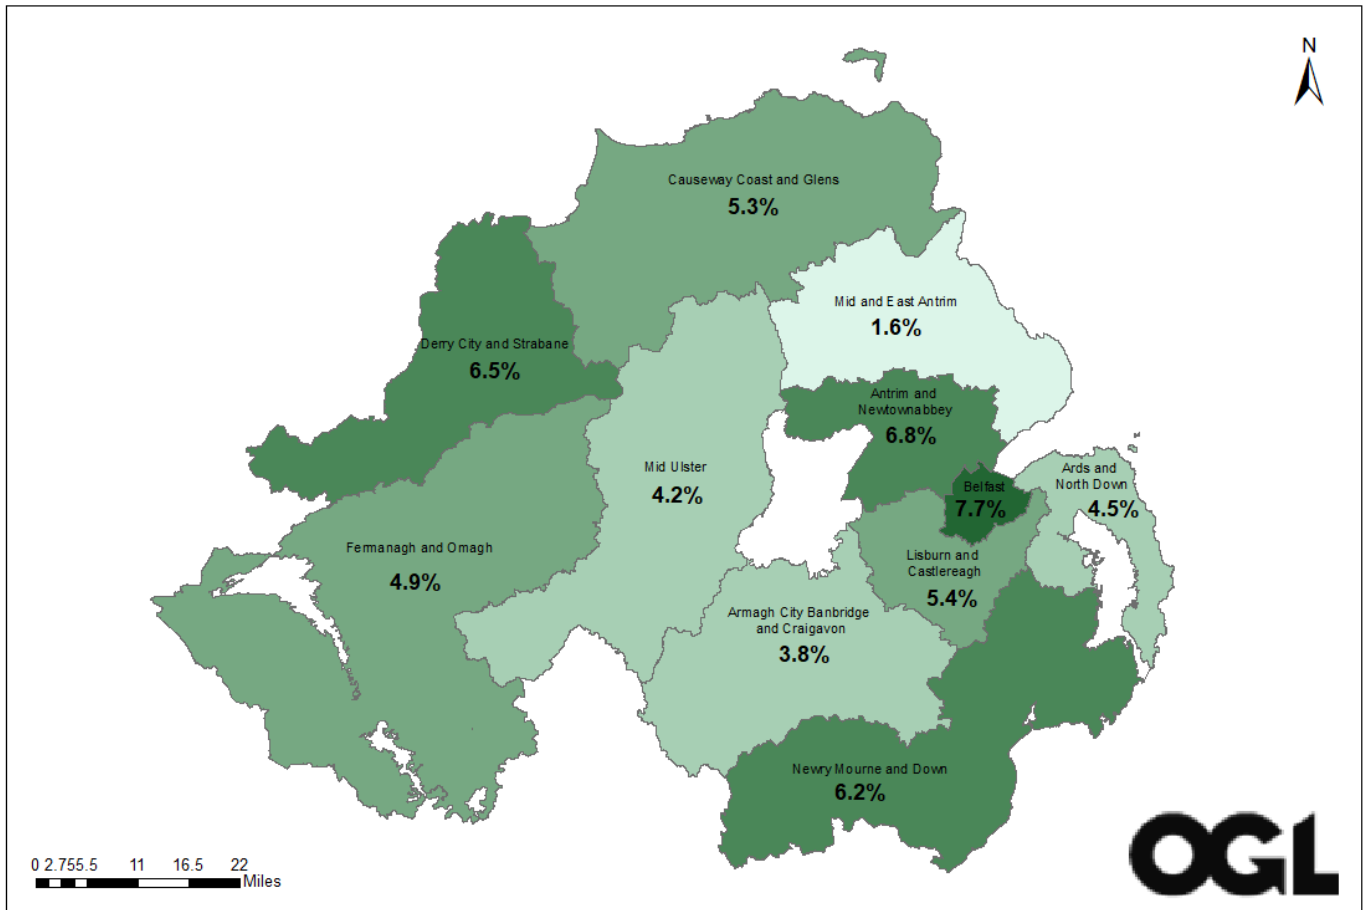 N
Causeway Coast and Glens
5.3%
Mid and East Antrim
1.6%
Derry City and Strabane
6.5%
Antrim and
Newtownabbey
6.8%
Mid Ulster
4.2%
Belfast
7.7%
Ards and
North Down
4.5%
Fermanagh and Omagh
4.9%
Lisburn and
Castlereagh
5.4%
Armagh City Banbridge
and Craigavon
3.8%
Newry Mourne and Down
6.2%
0 2.755.5 11 16.5 22
Miles
OGL